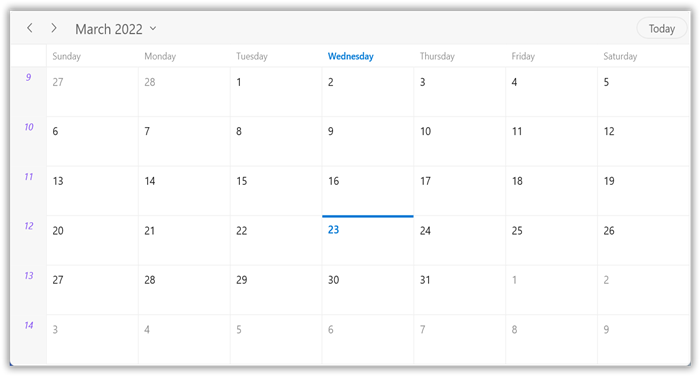 March 2022 Today
Sunday Monday Tuesday Wednesday Thursday Friday Saturday
9 27 28 1 2 3 4 5
10 6 7 8 9 10 11 12
11 13 14 15 16 17 18 19
12 20 21 22 23 24 25 26
13 27 28 29 30 31 1 2
14 3 4 5 6 7 8 9